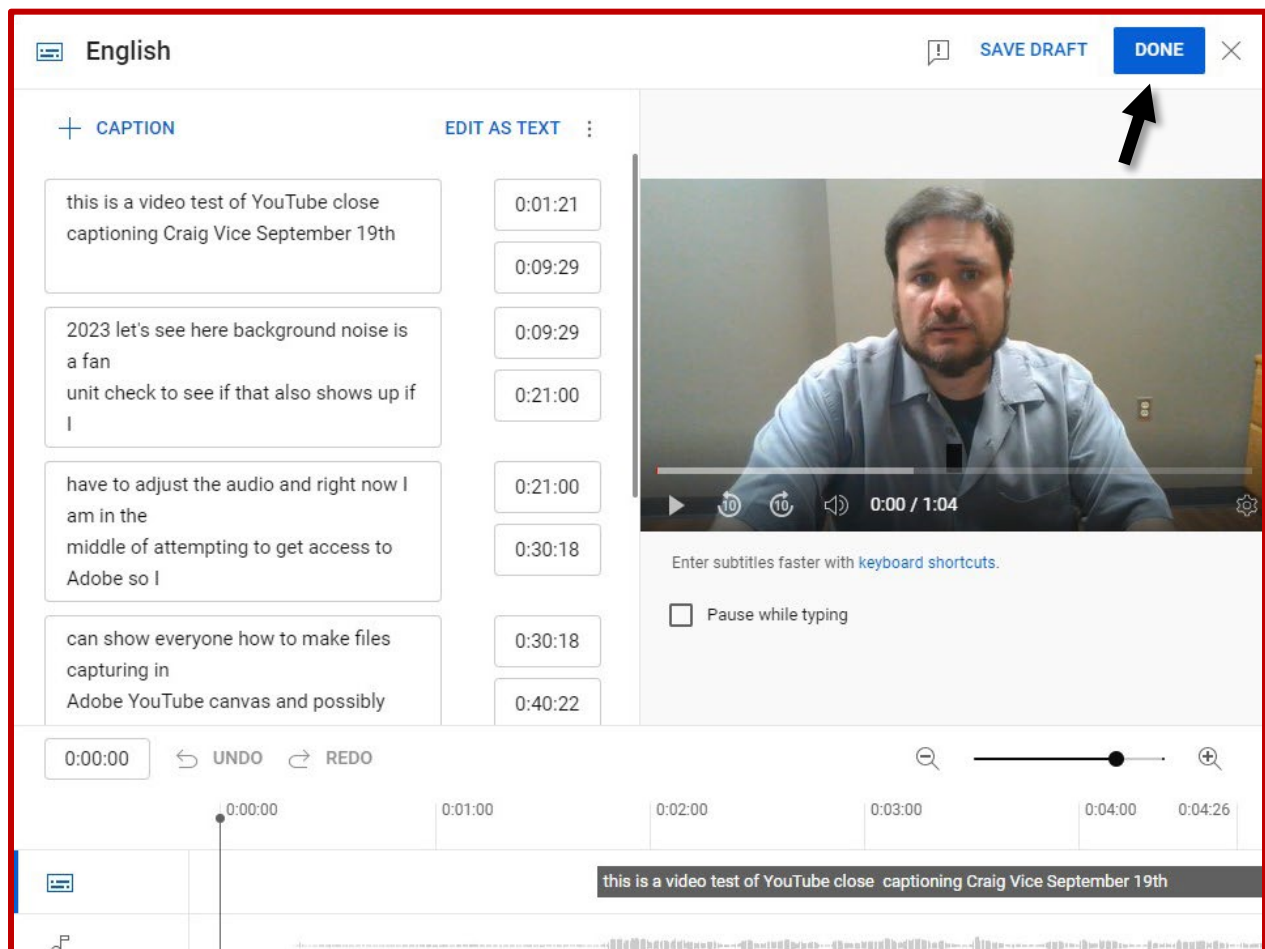 English
SAVE DRAFT
DONE
CAPTION
EDIT AS TEXT
this is a video test of YouTube close
captioning Craig Vice September 19th
0:01:21
0:09:29
2023 let's see here background noise is
a fan
unit check to see if that also shows up if
I
0:09:29
0:21:00
have to adjust the audio and right now I
am in the
middle of attempting to get access to
Adobe so I
0:21:00
0:30:18
can show everyone how to make files
capturing in
Adobe YouTube canvas and possibly
0:30:18
0:40:22
10
10
0:00 / 1:04
Enter subtitles faster with keyboard shortcuts.
Pause while typing
0:00:00
UNDO
REDO
0:00:00
0:01:00
0:02:00
0:03:00
0:04:00
0:04:26
this is a video test of YouTube close captioning Craig Vice September 19th